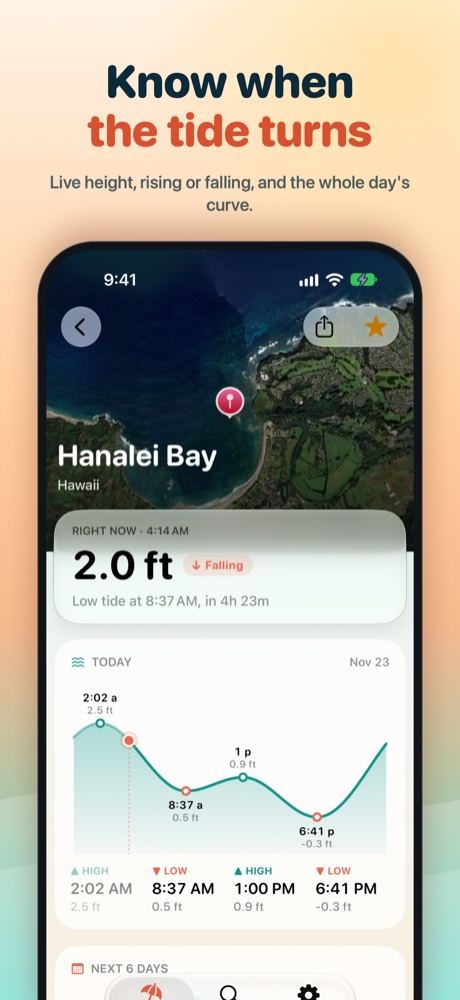 Know when
the tide turns
Live height, rising or falling, and the whole day's
curve.
9:41
Hanalei Bay
Hawaii
RIGHT NOW · 4:14 AM
2.0 ft
↓ Falling
Low tide at 8:37 AM, in 4h 23m
TODAY
Nov 23
2:02 a
2.5 ft
1 p
0.9 ft
8:37 a
0.5 ft
6:41 p
-0.3 ft
▲ HIGH
2:02 AM
2.5 ft
▼ LOW
8:37 AM
0.5 ft
▲ HIGH
1:00 PM
0.9 ft
▼ LOW
6:41 PM
-0.3 ft
NEXT 6 DAYS